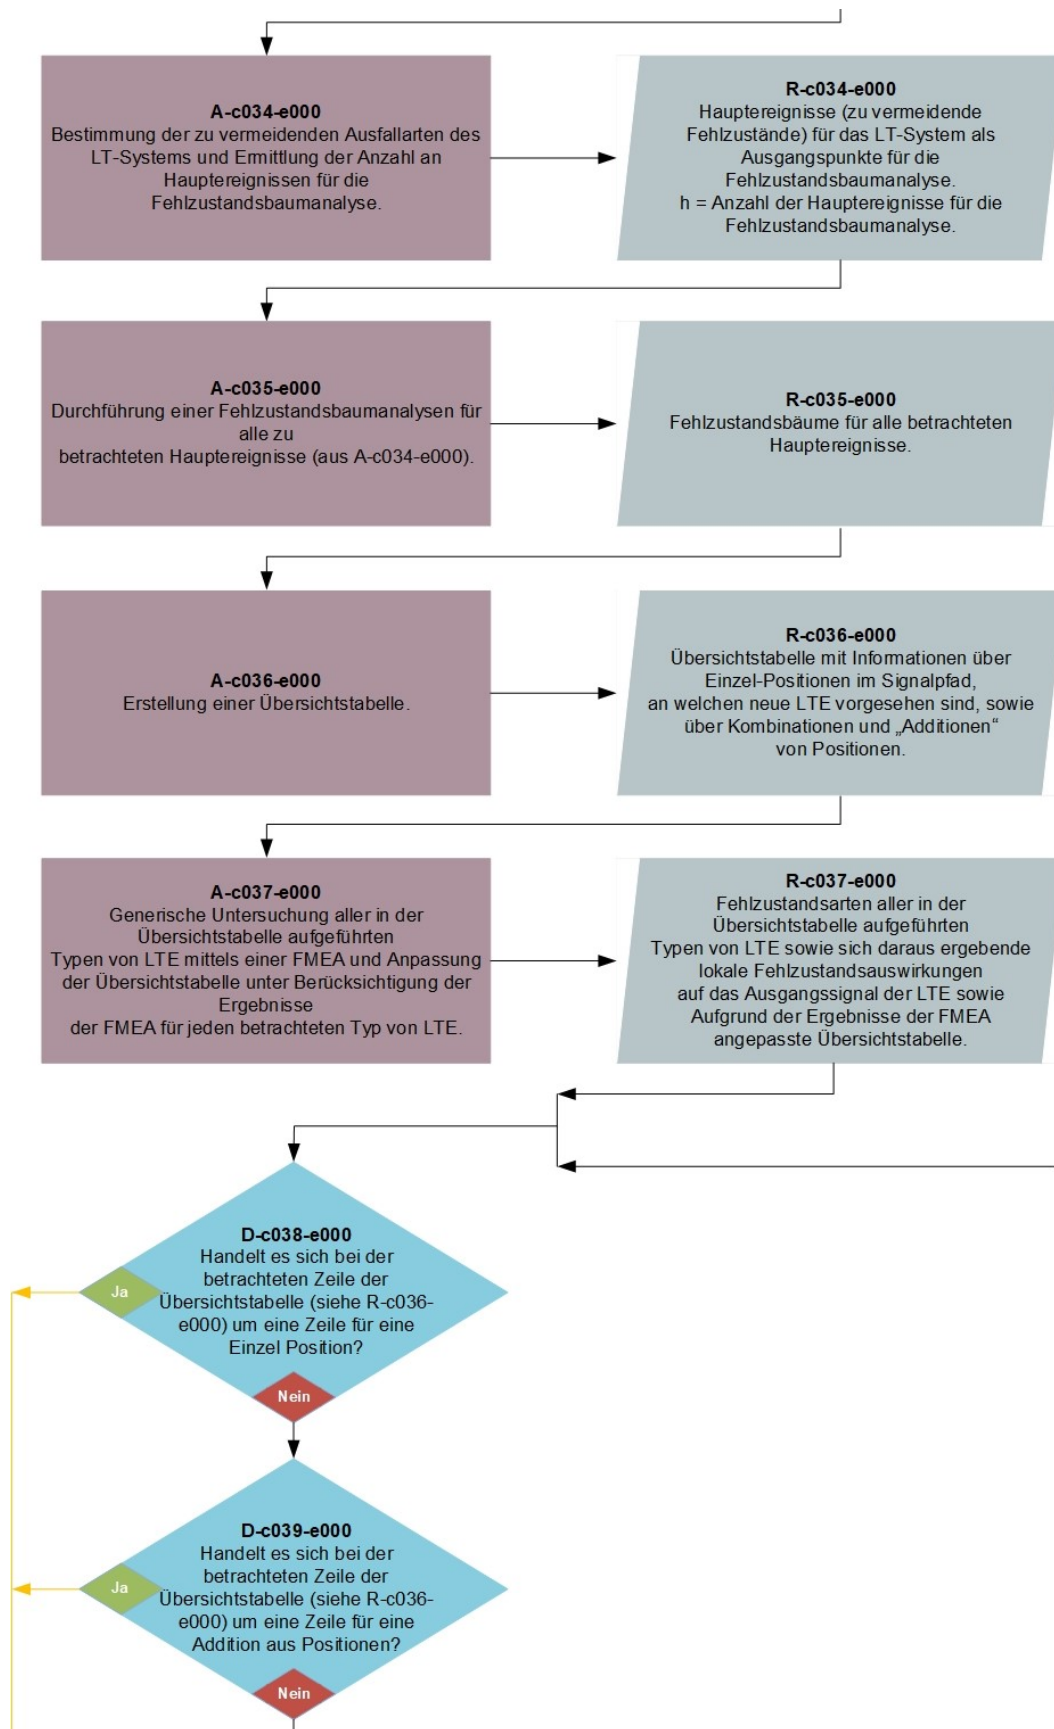 A-c034-e000
Bestimmung der zu vermeidenden Ausfallarten des
LT-Systems und Ermittlung der Anzahl an
Hauptereignissen für die
Fehlzustandsbaumanalyse.
R-c034-e000
Hauptereignisse (zu vermeidende
Fehlzustände) für das LT-System als
Ausgangspunkte für die
Fehlzustandsbaumanalyse.
h = Anzahl der Hauptereignisse für die
Fehlzustandsbaumanalyse.
A-c035-e000
Durchführung einer Fehlzustandsbaumanalysen für
alle zu
betrachteten Hauptereignisse (aus A-c034-e000).
R-c035-e000
Fehlzustandsbäume für alle betrachteten
Hauptereignisse.
A-c036-e000
Erstellung einer Übersichtstabelle.
R-c036-e000
Übersichtstabelle mit Informationen über
Einzel-Positionen im Signalpfad,
an welchen neue LTE vorgesehen sind, sowie
über Kombinationen und „Additionen“
von Positionen.
A-c037-e000
Generische Untersuchung aller in der
Übersichtstabelle aufgeführten
Typen von LTE mittels einer FMEA und Anpassung
der Übersichtstabelle unter Berücksichtigung der
Ergebnisse
der FMEA für jeden betrachteten Typ von LTE.
R-c037-e000
Fehlzustandsarten aller in der
Übersichtstabelle aufgeführten
Typen von LTE sowie sich daraus ergebende
lokale Fehlzustandsauswirkungen
auf das Ausgangssignal der LTE sowie
Aufgrund der Ergebnisse der FMEA
angepasste Übersichtstabelle.
D-c038-e000
Handelt es sich bei der
betrachteten Zeile der
Übersichtstabelle (siehe R-c036-
e000) um eine Zeile für eine
Einzel Position?
Ja
Nein
D-c039-e000
Handelt es sich bei der
betrachteten Zeile der
Übersichtstabelle (siehe R-c036-
e000) um eine Zeile für eine
Addition aus Positionen?
Ja
Nein